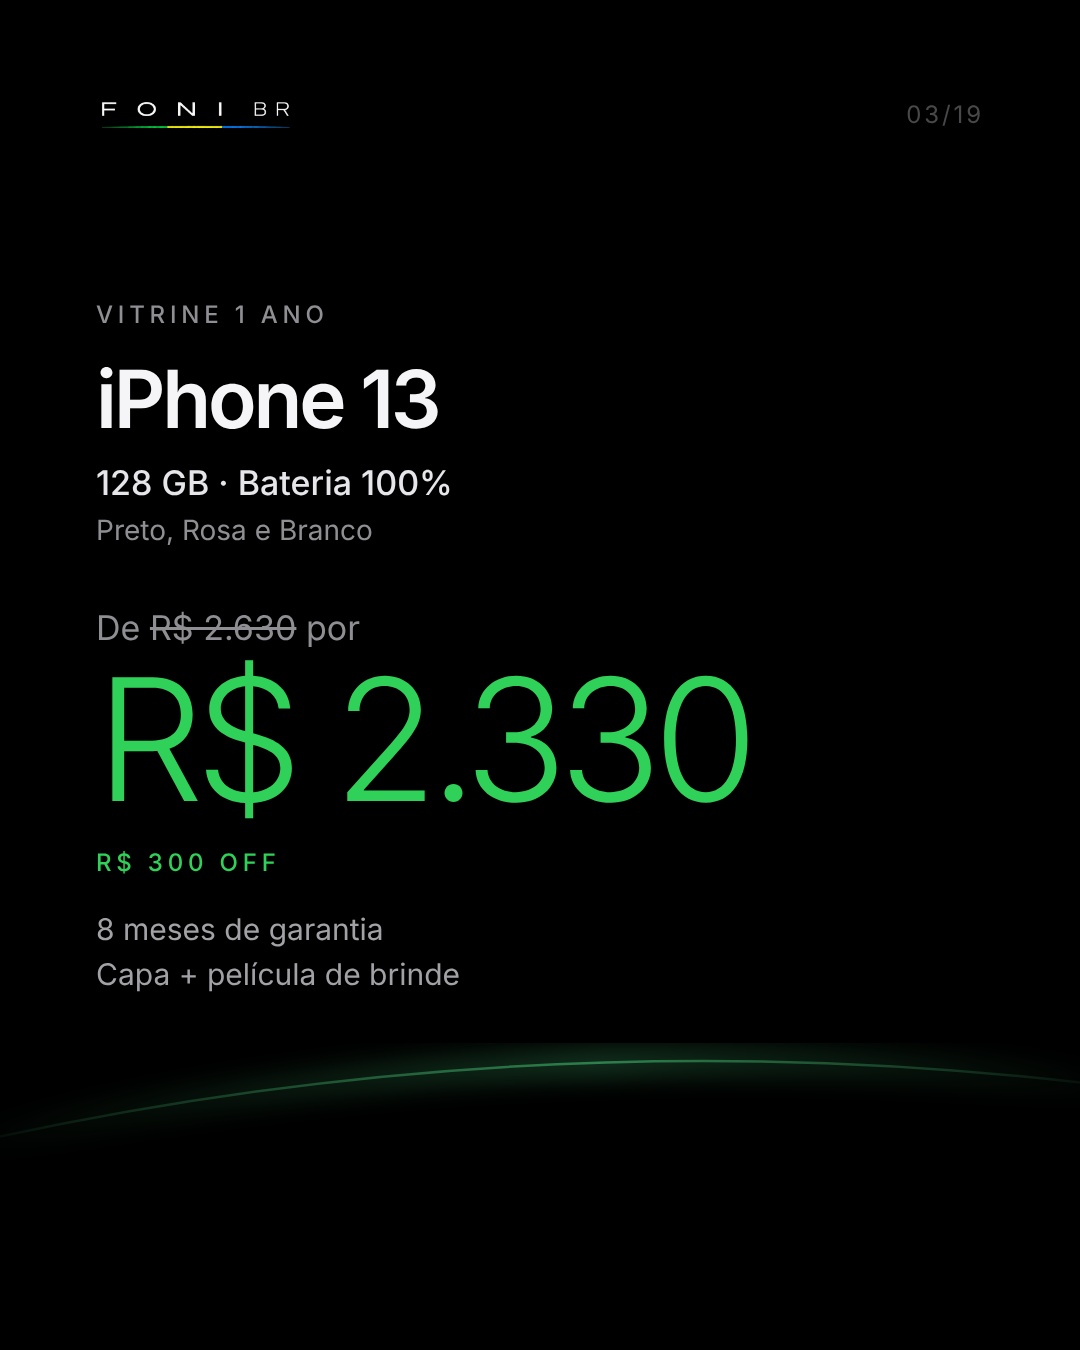 FONI BR
03/19
VITRINE 1 ANO
iPhone 13
128 GB · Bateria 100%
Preto, Rosa e Branco
De R$ 2.630 por
R$ 2.330
R$ 300 OFF
8 meses de garantia
Capa + película de brinde